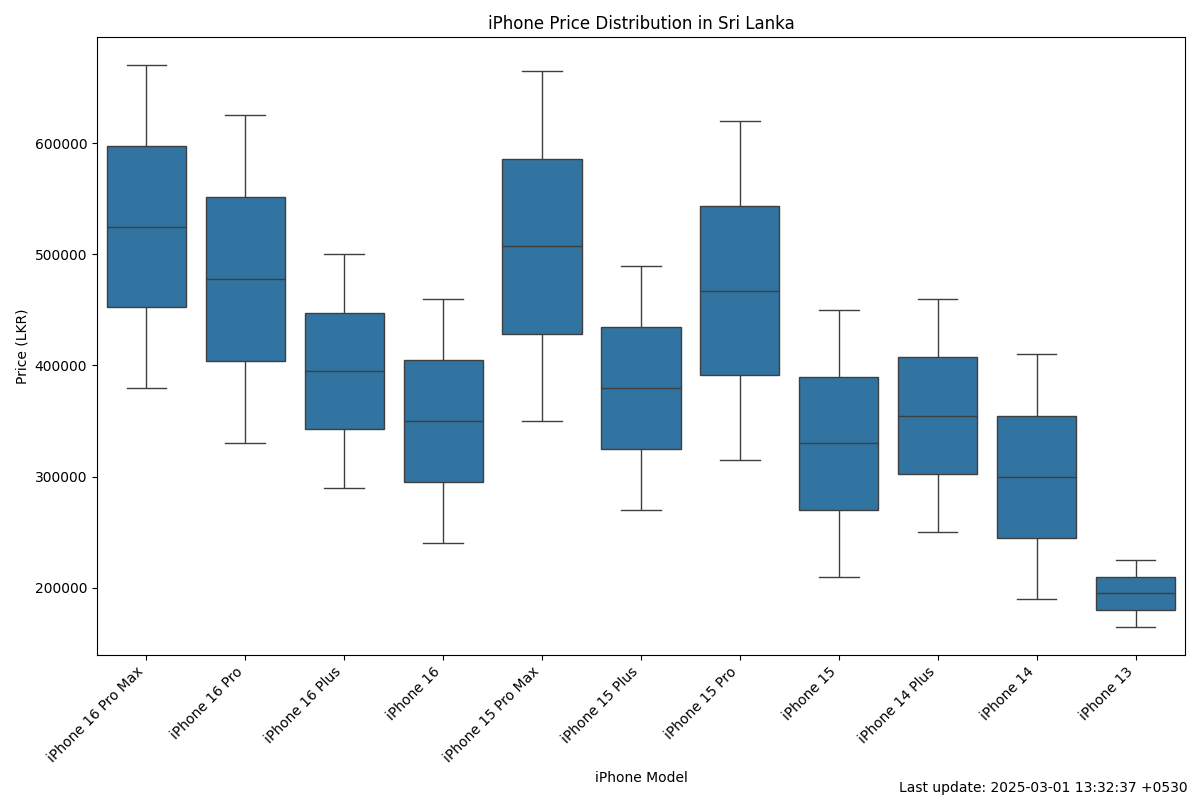 iPhone Price Distribution in Sri Lanka
Price (LKR)
600000
500000
400000
300000
200000
iPhone 16 Pro Max
iPhone 16 Pro
iPhone 16 Plus
iPhone 16
iPhone 15 Pro Max
iPhone 15 Plus
iPhone 15 Pro
iPhone 15
iPhone 14 Plus
iPhone 14
iPhone 13
iPhone Model
Last update: 2025-03-01 13:32:37 +0530